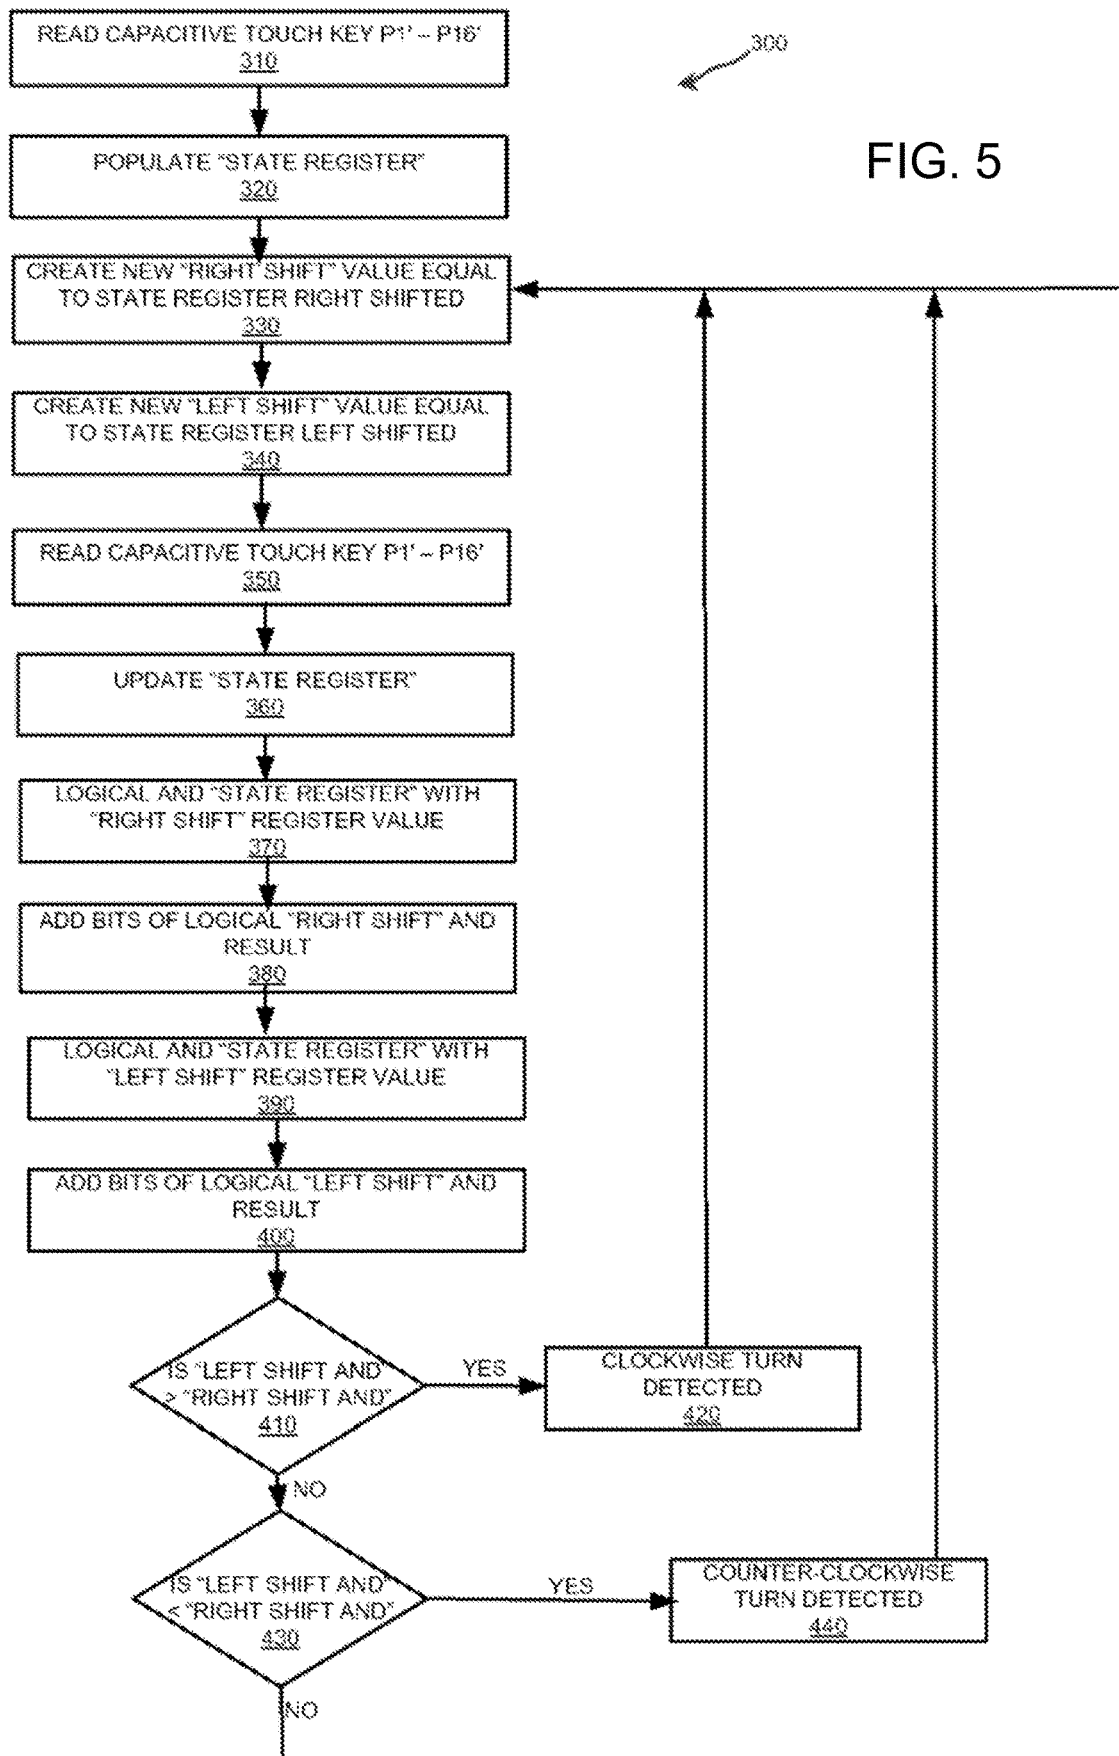 READ CAPACITIVE TOUCH KEY P1' – P16'
310
300
FIG. 5
POPULATE "STATE REGISTER"
320
CREATE NEW "RIGHT SHIFT" VALUE EQUAL
TO STATE REGISTER RIGHT SHIFTED
330
CREATE NEW "LEFT SHIFT" VALUE EQUAL
TO STATE REGISTER LEFT SHIFTED
340
READ CAPACITIVE TOUCH KEY P1' – P16'
350
UPDATE "STATE REGISTER"
360
LOGICAL AND "STATE REGISTER" WITH
"RIGHT SHIFT" REGISTER VALUE
370
ADD BITS OF LOGICAL "RIGHT SHIFT" AND
RESULT
380
LOGICAL AND "STATE REGISTER" WITH
"LEFT SHIFT" REGISTER VALUE
390
ADD BITS OF LOGICAL "LEFT SHIFT" AND
RESULT
400
IS "LEFT SHIFT AND"
> "RIGHT SHIFT AND"
410
YES
CLOCKWISE TURN
DETECTED
420
NO
IS "LEFT SHIFT AND"
< "RIGHT SHIFT AND"
430
YES
COUNTER-CLOCKWISE
TURN DETECTED
440
NO